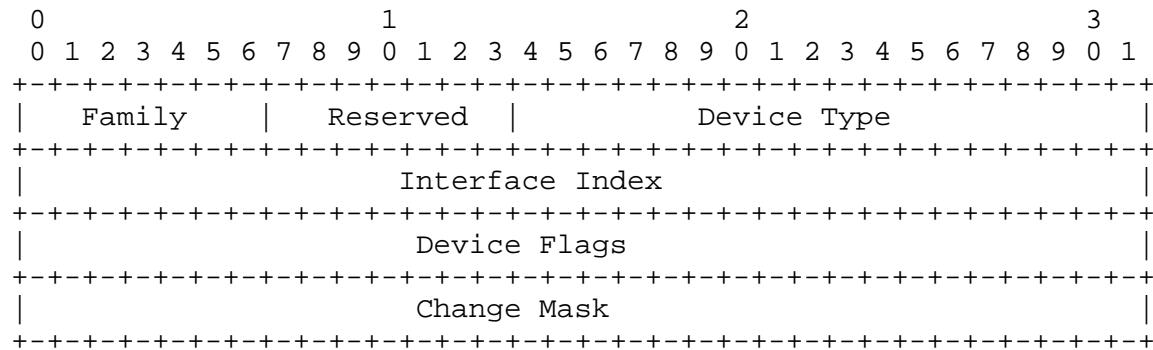 0                   1                   2                   3
0 1 2 3 4 5 6 7 8 9 0 1 2 3 4 5 6 7 8 9 0 1 2 3 4 5 6 7 8 9 0 1
+-+-+-+-+-+-+-+-+-+-+-+-+-+-+-+-+-+-+-+-+-+-+-+-+-+-+-+-+-+-+-+-+
|   Family    |   Reserved  |          Device Type              |
+-+-+-+-+-+-+-+-+-+-+-+-+-+-+-+-+-+-+-+-+-+-+-+-+-+-+-+-+-+-+-+-+
|                     Interface Index                           |
+-+-+-+-+-+-+-+-+-+-+-+-+-+-+-+-+-+-+-+-+-+-+-+-+-+-+-+-+-+-+-+-+
|                      Device Flags                             |
+-+-+-+-+-+-+-+-+-+-+-+-+-+-+-+-+-+-+-+-+-+-+-+-+-+-+-+-+-+-+-+-+
|                      Change Mask                              |
+-+-+-+-+-+-+-+-+-+-+-+-+-+-+-+-+-+-+-+-+-+-+-+-+-+-+-+-+-+-+-+-+